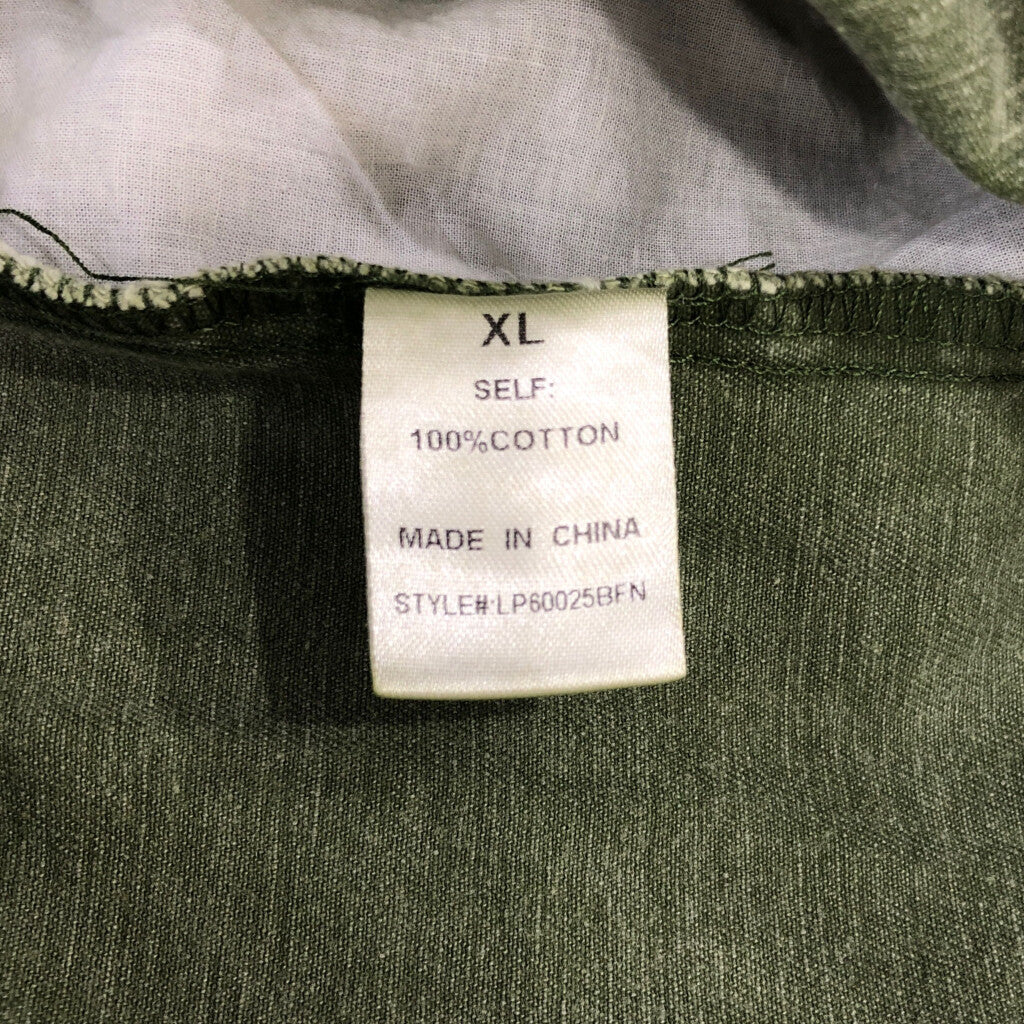 XL
SELF:
100%COTTON
MADE IN CHINA
STYLE#:LP60025BFN